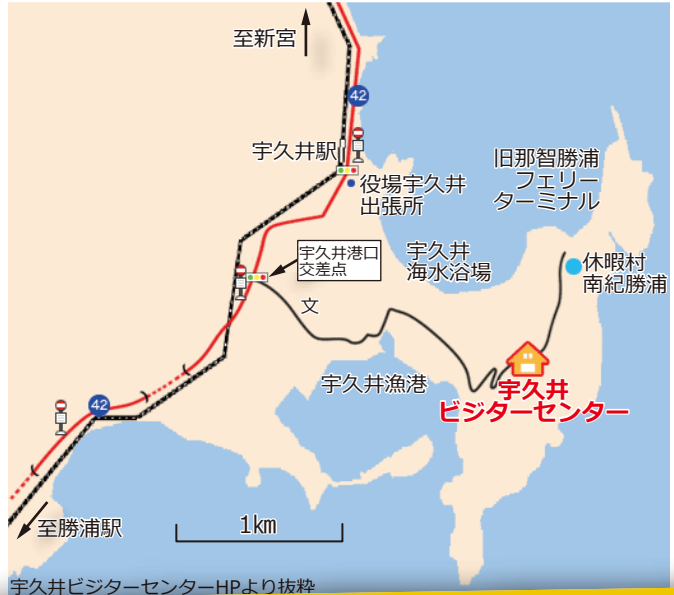 至新宮
42
宇久井駅
役場宇久井
出張所
旧那智勝浦
フェリー
ターミナル
宇久井港口
交差点
宇久井
海水浴場
休暇村
南紀勝浦
文
宇久井漁港
宇久井
ビジターセンター
42
至勝浦駅
1km
宇久井ビジターセンターHPより抜粋